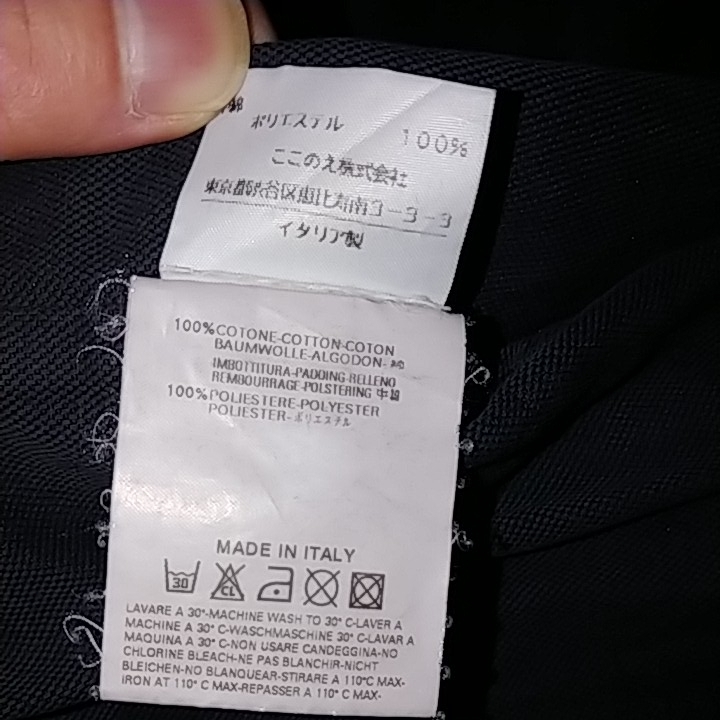 中綿
ポリエステル 100%
ここのえ株式会社
東京都渋谷区恵比寿南3-3-3
イタリア製
100%COTONE-COTTON-COTON
BAUMWOLLE-ALGODON-綿
IMBOTTITURA-PADDING-RELLENO
REMBOURRAGE-POLSTERING 中綿
100%POLIESTERE-POLYESTER
POLIESTER-ポリエステル
MADE IN ITALY
30 CL
LAVARE A 30°-MACHINE WASH TO 30° C-LAVER A
MACHINE A 30° C-WASCHMASCHINE 30° C-LAVAR A
MAQUINA A 30° C-NON USARE CANDEGGINA-NO
CHLORINE BLEACH-NE PAS BLANCHIR-NICHT
BLEICHEN-NO BLANQUEAR-STIRARE A 110°C MAX-
IRON AT 110° C MAX-REPASSER A 110° C MAX-